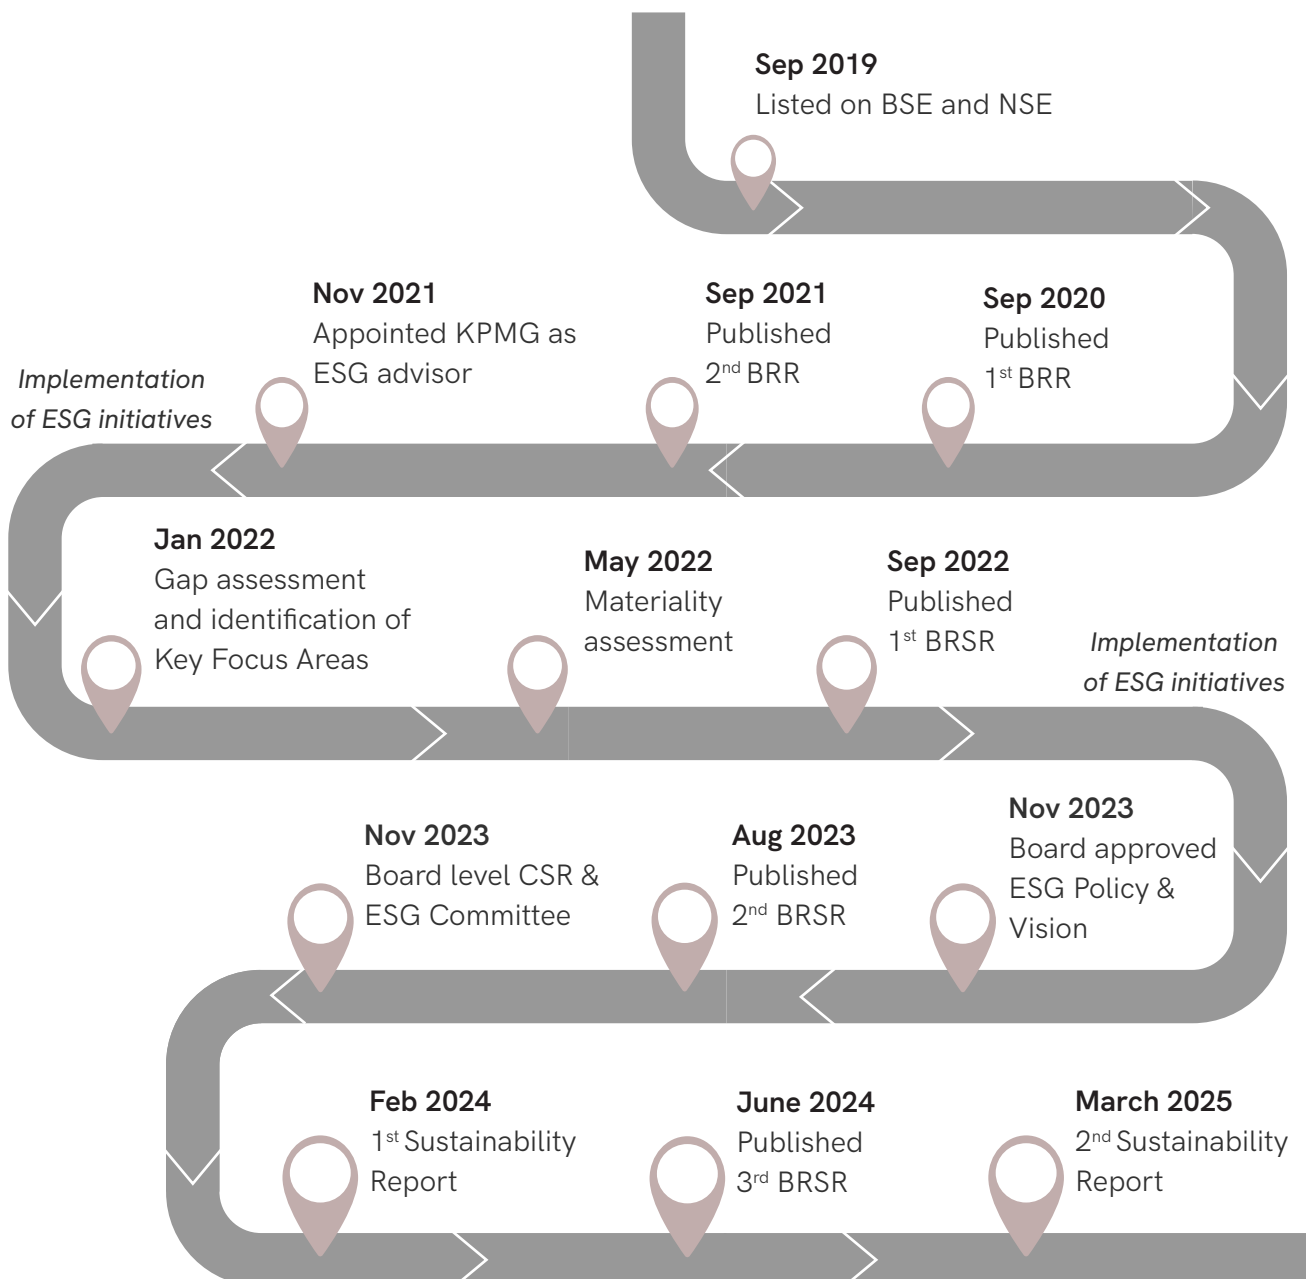 Sep 2019
Listed on BSE and NSE
Sep 2020
Published
1st BRR
Sep 2021
Published
2nd BRR
Nov 2021
Appointed KPMG as
ESG advisor
Implementation
of ESG initiatives
Jan 2022
Gap assessment
and identification of
Key Focus Areas
May 2022
Materiality
assessment
Sep 2022
Published
1st BRSR
Implementation
of ESG initiatives
Nov 2023
Board approved
ESG Policy &
Vision
Aug 2023
Published
2nd BRSR
Nov 2023
Board level CSR &
ESG Committee
Feb 2024
1st Sustainability
Report
June 2024
Published
3rd BRSR
March 2025
2nd Sustainability
Report